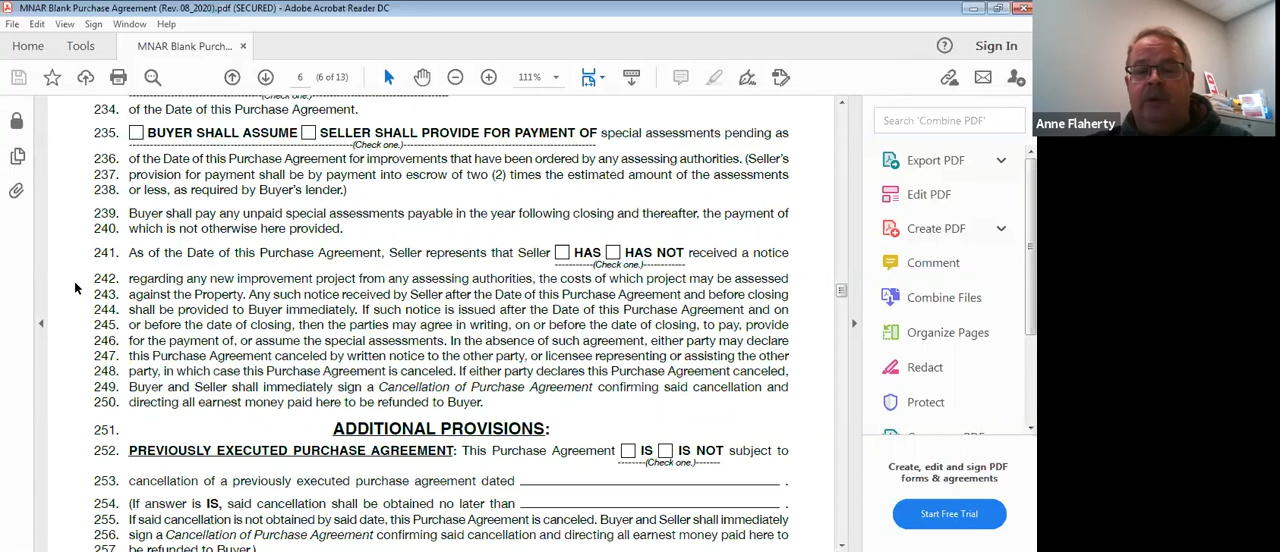 MNAR Blank Purchase Agreement (Rev. 08_2020).pdf (SECURED) - Adobe Acrobat Reader DC
File Edit View Sign Window Help
Home Tools MNAR Blank Purch... × Sign In
6 (6 of 13) 111%
(Check one.)
234. of the Date of this Purchase Agreement.
235. BUYER SHALL ASSUME SELLER SHALL PROVIDE FOR PAYMENT OF special assessments pending as
(Check one.)
236. of the Date of this Purchase Agreement for improvements that have been ordered by any assessing authorities. (Seller's
237. provision for payment shall be by payment into escrow of two (2) times the estimated amount of the assessments
238. or less, as required by Buyer's lender.)
239. Buyer shall pay any unpaid special assessments payable in the year following closing and thereafter, the payment of
240. which is not otherwise here provided.
241. As of the Date of this Purchase Agreement, Seller represents that Seller HAS HAS NOT received a notice
(Check one.)
242. regarding any new improvement project from any assessing authorities, the costs of which project may be assessed
243. against the Property. Any such notice received by Seller after the Date of this Purchase Agreement and before closing
244. shall be provided to Buyer immediately. If such notice is issued after the Date of this Purchase Agreement and on
245. or before the date of closing, then the parties may agree in writing, on or before the date of closing, to pay, provide
246. for the payment of, or assume the special assessments. In the absence of such agreement, either party may declare
247. this Purchase Agreement canceled by written notice to the other party, or licensee representing or assisting the other
248. party, in which case this Purchase Agreement is canceled. If either party declares this Purchase Agreement canceled,
249. Buyer and Seller shall immediately sign a Cancellation of Purchase Agreement confirming said cancellation and
250. directing all earnest money paid here to be refunded to Buyer.
251. ADDITIONAL PROVISIONS:
252. PREVIOUSLY EXECUTED PURCHASE AGREEMENT: This Purchase Agreement IS IS NOT subject to
(Check one.)
253. cancellation of a previously executed purchase agreement dated .
254. (If answer is IS, said cancellation shall be obtained no later than .
255. If said cancellation is not obtained by said date, this Purchase Agreement is canceled. Buyer and Seller shall immediately
256. sign a Cancellation of Purchase Agreement confirming said cancellation and directing all earnest money paid here to
257. be refunded to Buyer.)
Search 'Combine PDF'
Export PDF
Edit PDF
Create PDF
Comment
Combine Files
Organize Pages
Redact
Protect
Create, edit and sign PDF
forms & agreements
Start Free Trial
Anne Flaherty